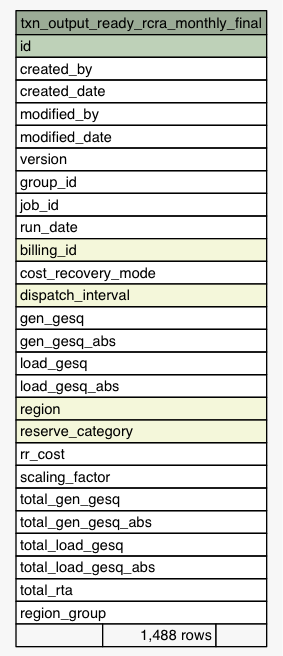 txn_output_ready_rcra_monthly_final
id
created_by
created_date
modified_by
modified_date
version
group_id
job_id
run_date
billing_id
cost_recovery_mode
dispatch_interval
gen_gesq
gen_gesq_abs
load_gesq
load_gesq_abs
region
reserve_category
rr_cost
scaling_factor
total_gen_gesq
total_gen_gesq_abs
total_load_gesq
total_load_gesq_abs
total_rta
region_group
1,488 rows